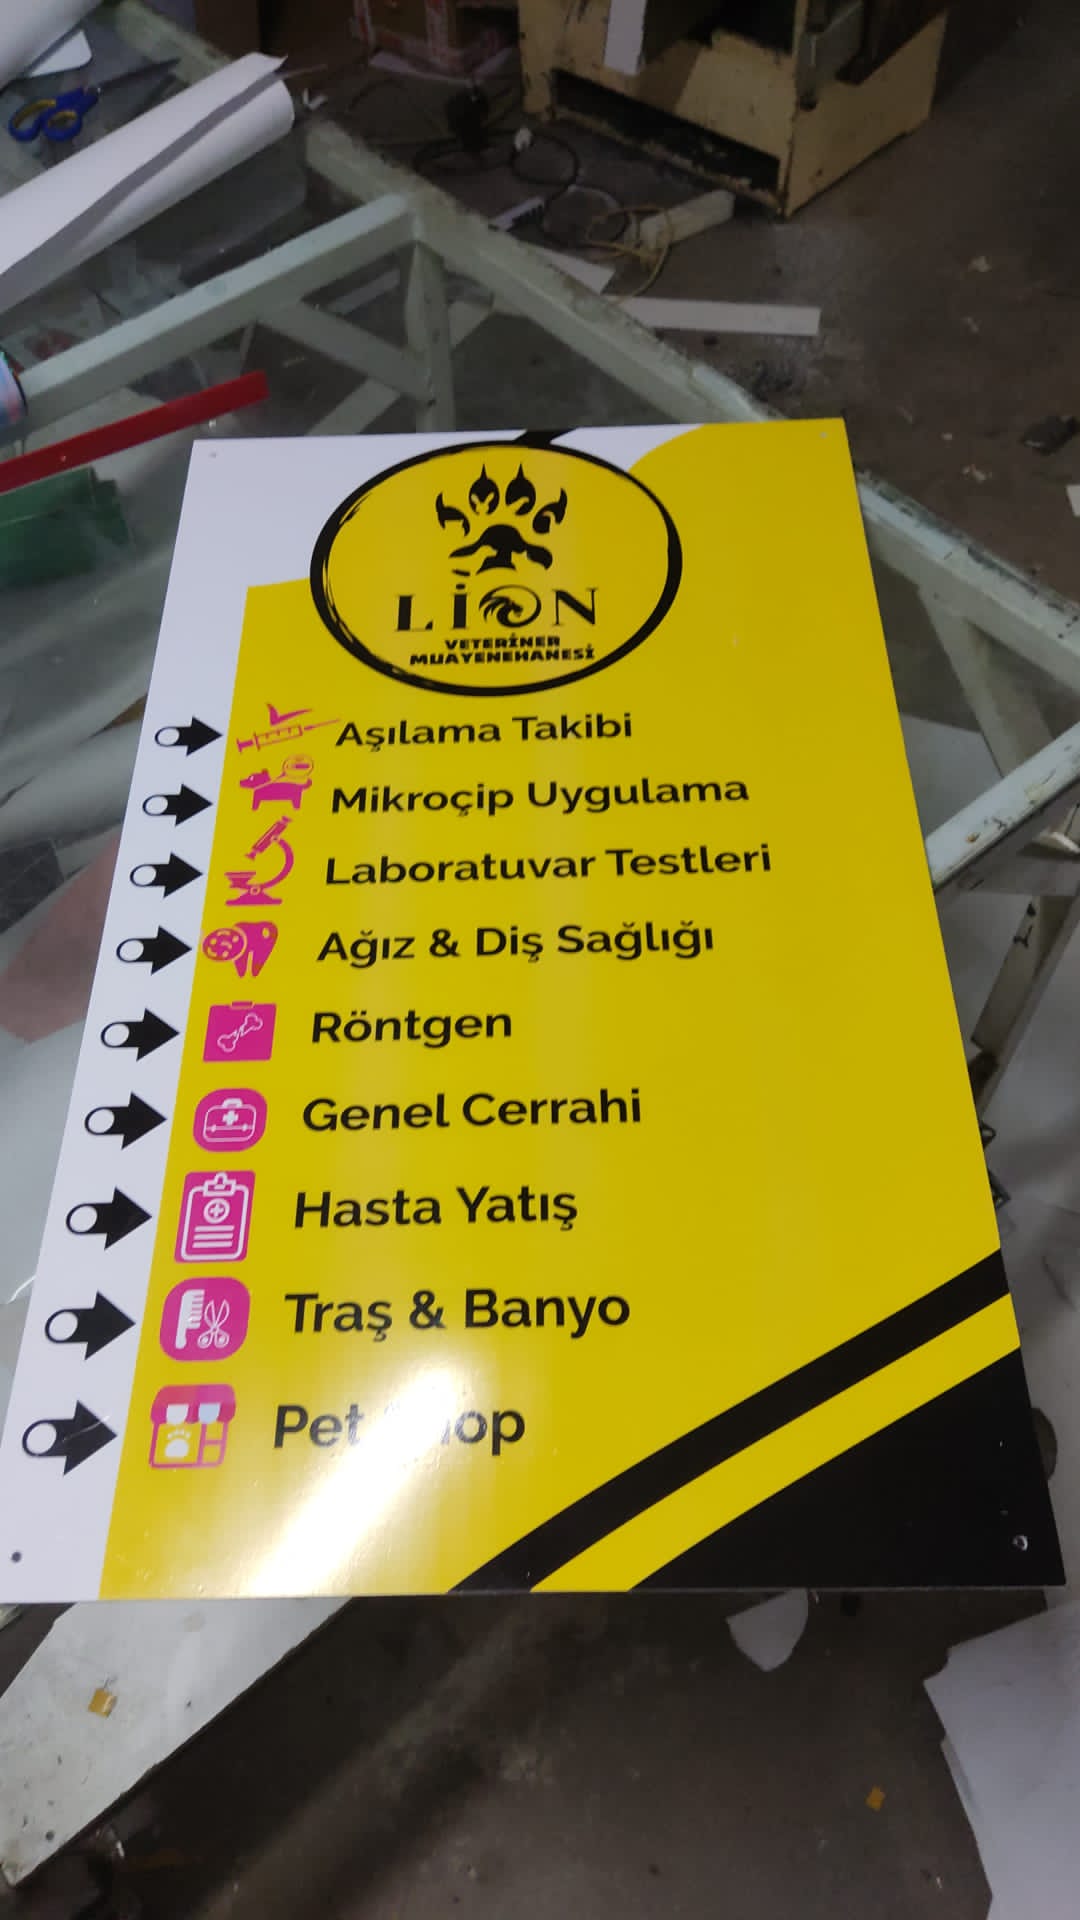 LİON
VETERİNER
MUAYENEHANESİ
Aşılama Takibi
Mikroçip Uygulama
Laboratuvar Testleri
Ağız & Diş Sağlığı
Röntgen
Genel Cerrahi
Hasta Yatış
Traş & Banyo
Pet Shop